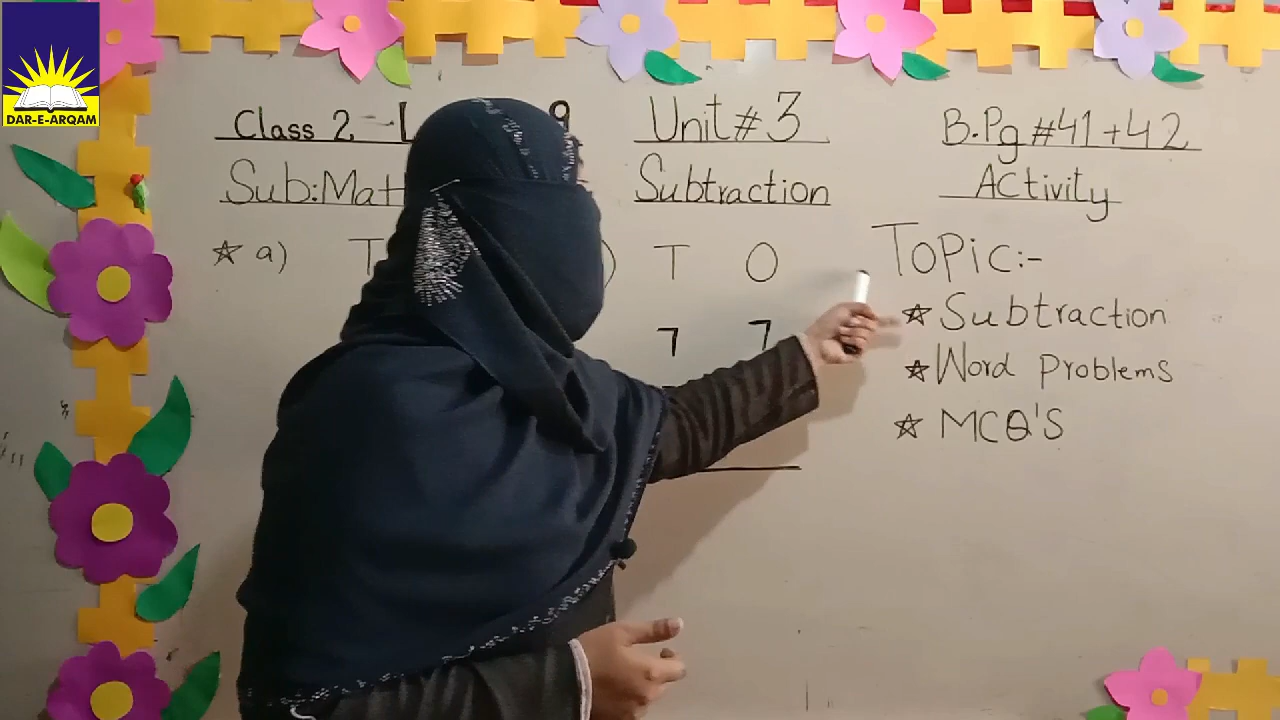 DAR-E-ARQAM
Class 2 9 Unit #3 B.Pg #41+42
Sub:Mat Subtraction Activity
☆ a) T T O Topic:-
☆ Subtraction
7 7
☆ Word Problems
☆ MCQ'S